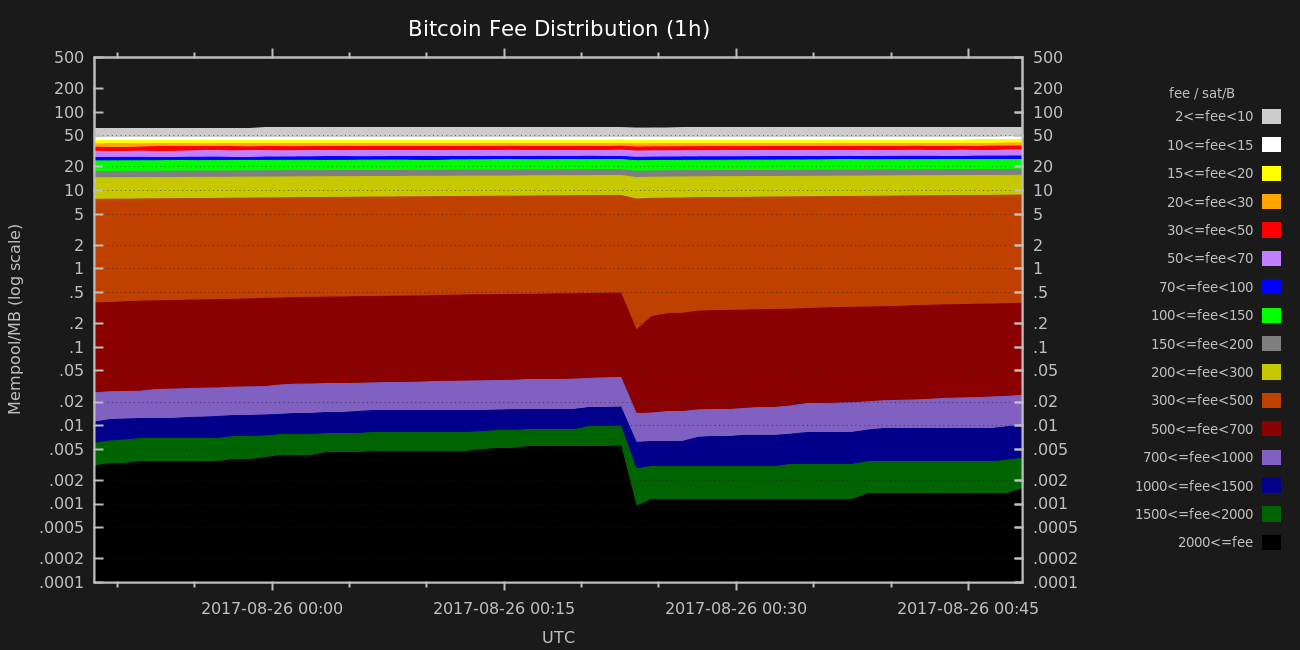 Bitcoin Fee Distribution (1h)
500
200
100
50
20
10
5
2
1
.5
.2
.1
.05
.02
.01
.005
.002
.001
.0005
.0002
.0001
Mempool/MB (log scale)
500
200
100
50
20
10
5
2
1
.5
.2
.1
.05
.02
.01
.005
.002
.001
.0005
.0002
.0001
2017-08-26 00:00
2017-08-26 00:15
2017-08-26 00:30
2017-08-26 00:45
UTC
fee / sat/B
2<=fee<10
10<=fee<15
15<=fee<20
20<=fee<30
30<=fee<50
50<=fee<70
70<=fee<100
100<=fee<150
150<=fee<200
200<=fee<300
300<=fee<500
500<=fee<700
700<=fee<1000
1000<=fee<1500
1500<=fee<2000
2000<=fee